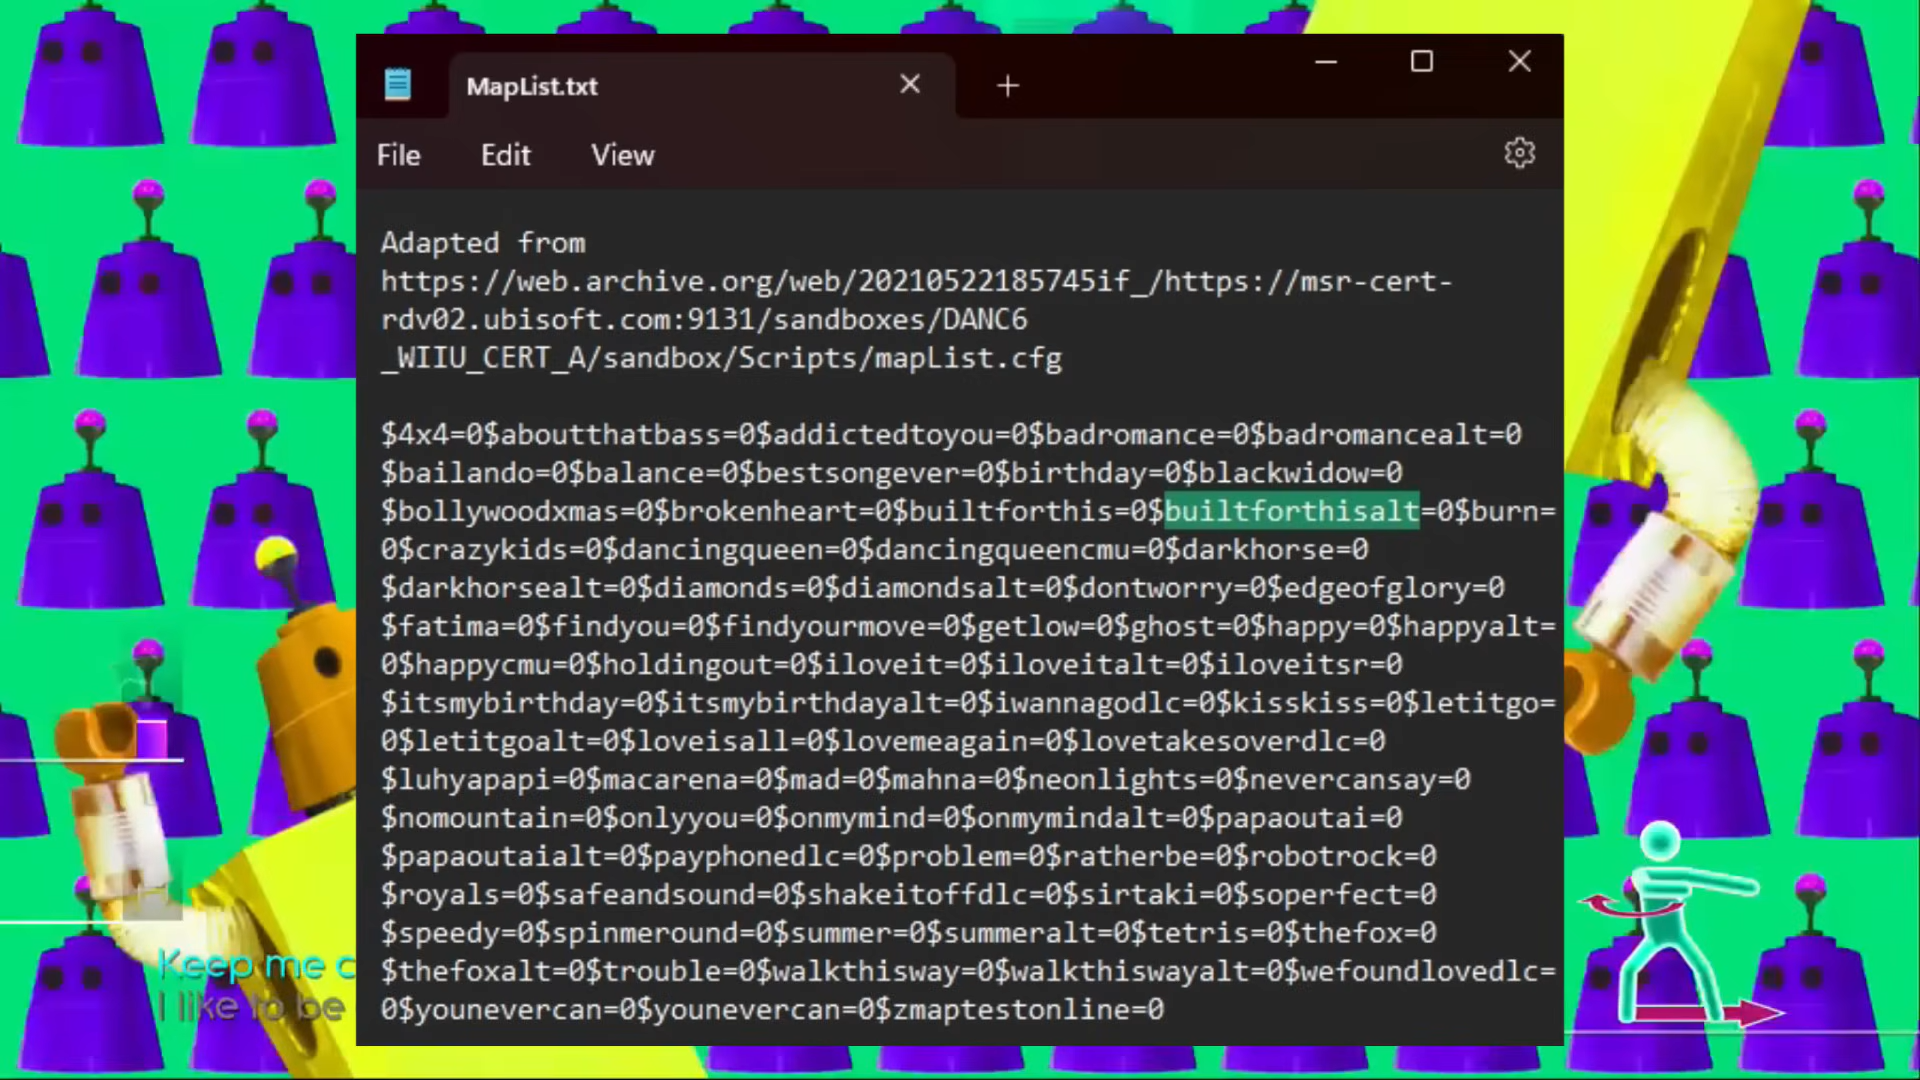 MapList.txt
File Edit View
Adapted from
https://web.archive.org/web/20210522185745if_/https://msr-cert-
rdv02.ubisoft.com:9131/sandboxes/DANC6
_WIIU_CERT_A/sandbox/Scripts/mapList.cfg
$4x4=0$aboutthatbass=0$addictedtoyou=0$badromance=0$badromancealt=0
$bailando=0$balance=0$bestsongever=0$birthday=0$blackwidow=0
$bollywoodxmas=0$brokenheart=0$builtforthis=0$builtforthisalt=0$burn=
0$crazykids=0$dancingqueen=0$dancingqueencmu=0$darkhorse=0
$darkhorsealt=0$diamonds=0$diamondsalt=0$dontworry=0$edgeofglory=0
$fatima=0$findyou=0$findyourmove=0$getlow=0$ghost=0$happy=0$happyalt=
0$happycmu=0$holdingout=0$iloveit=0$iloveitalt=0$iloveitsr=0
$itsmybirthday=0$itsmybirthdayalt=0$iwannagodlc=0$kisskiss=0$letitgo=
0$letitgoalt=0$loveisall=0$lovemeagain=0$lovetakesoverdlc=0
$luhyapapi=0$macarena=0$mad=0$mahna=0$neonlights=0$nevercansay=0
$nomountain=0$onlyyou=0$onmymind=0$onmymindalt=0$papaoutai=0
$papaoutaialt=0$payphonedlc=0$problem=0$ratherbe=0$robotrock=0
$royals=0$safeandsound=0$shakeitoffdlc=0$sirtaki=0$soperfect=0
$speedy=0$spinmeround=0$summer=0$summeralt=0$tetris=0$thefox=0
$thefoxalt=0$trouble=0$walkthisway=0$walkthiswayalt=0$wefoundlovedlc=
0$younevercan=0$younevercan=0$zmaptestonline=0
Keep me c
I like to be